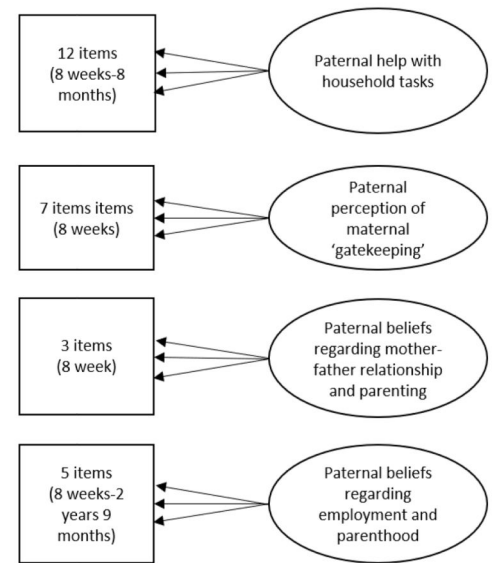 12 items
(8 weeks-8
months)
Paternal help with
household tasks
7 items items
(8 weeks)
Paternal
perception of
maternal
‘gatekeeping’
3 items
(8 week)
Paternal beliefs
regarding mother-
father relationship
and parenting
5 items
(8 weeks-2
years 9
months)
Paternal beliefs
regarding
employment and
parenthood